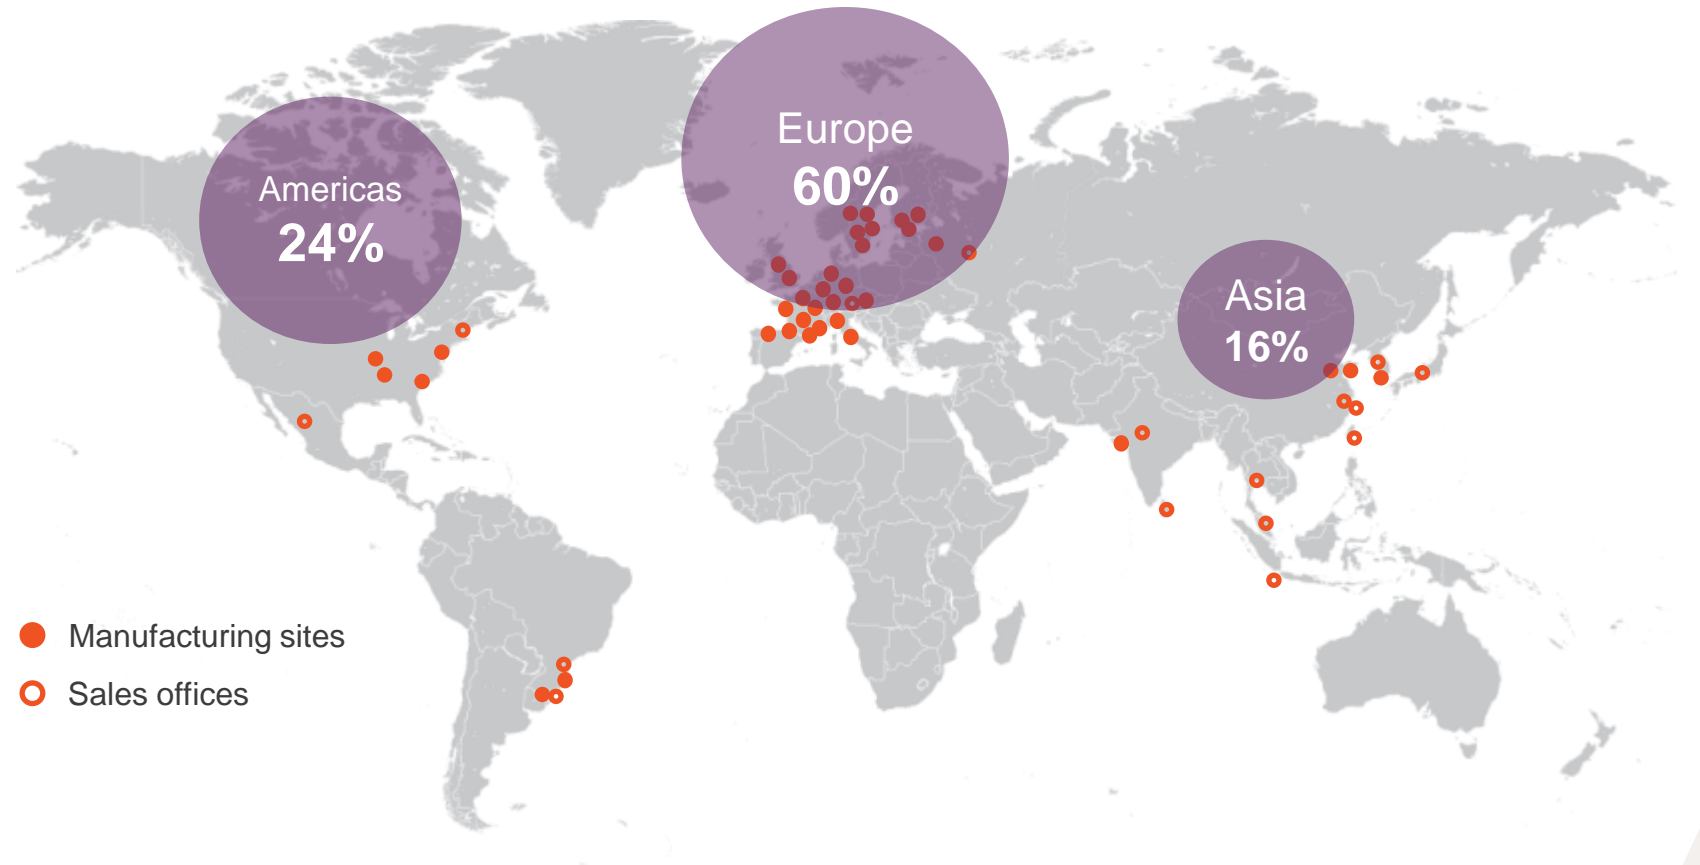 Europe
60%
Americas
24%
Asia
16%
Manufacturing sites
Sales offices